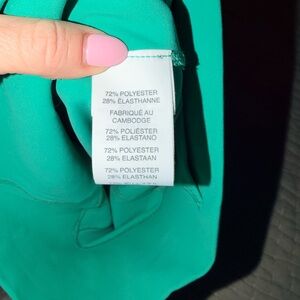 72% POLYESTER
28% ÉLASTHANNE
FABRIQUÉ AU
CAMBODGE
72% POLIÉSTER
28% ELASTANO
72% POLYESTER
28% ELASTAAN
72% POLYESTER
28% ELASTHAN